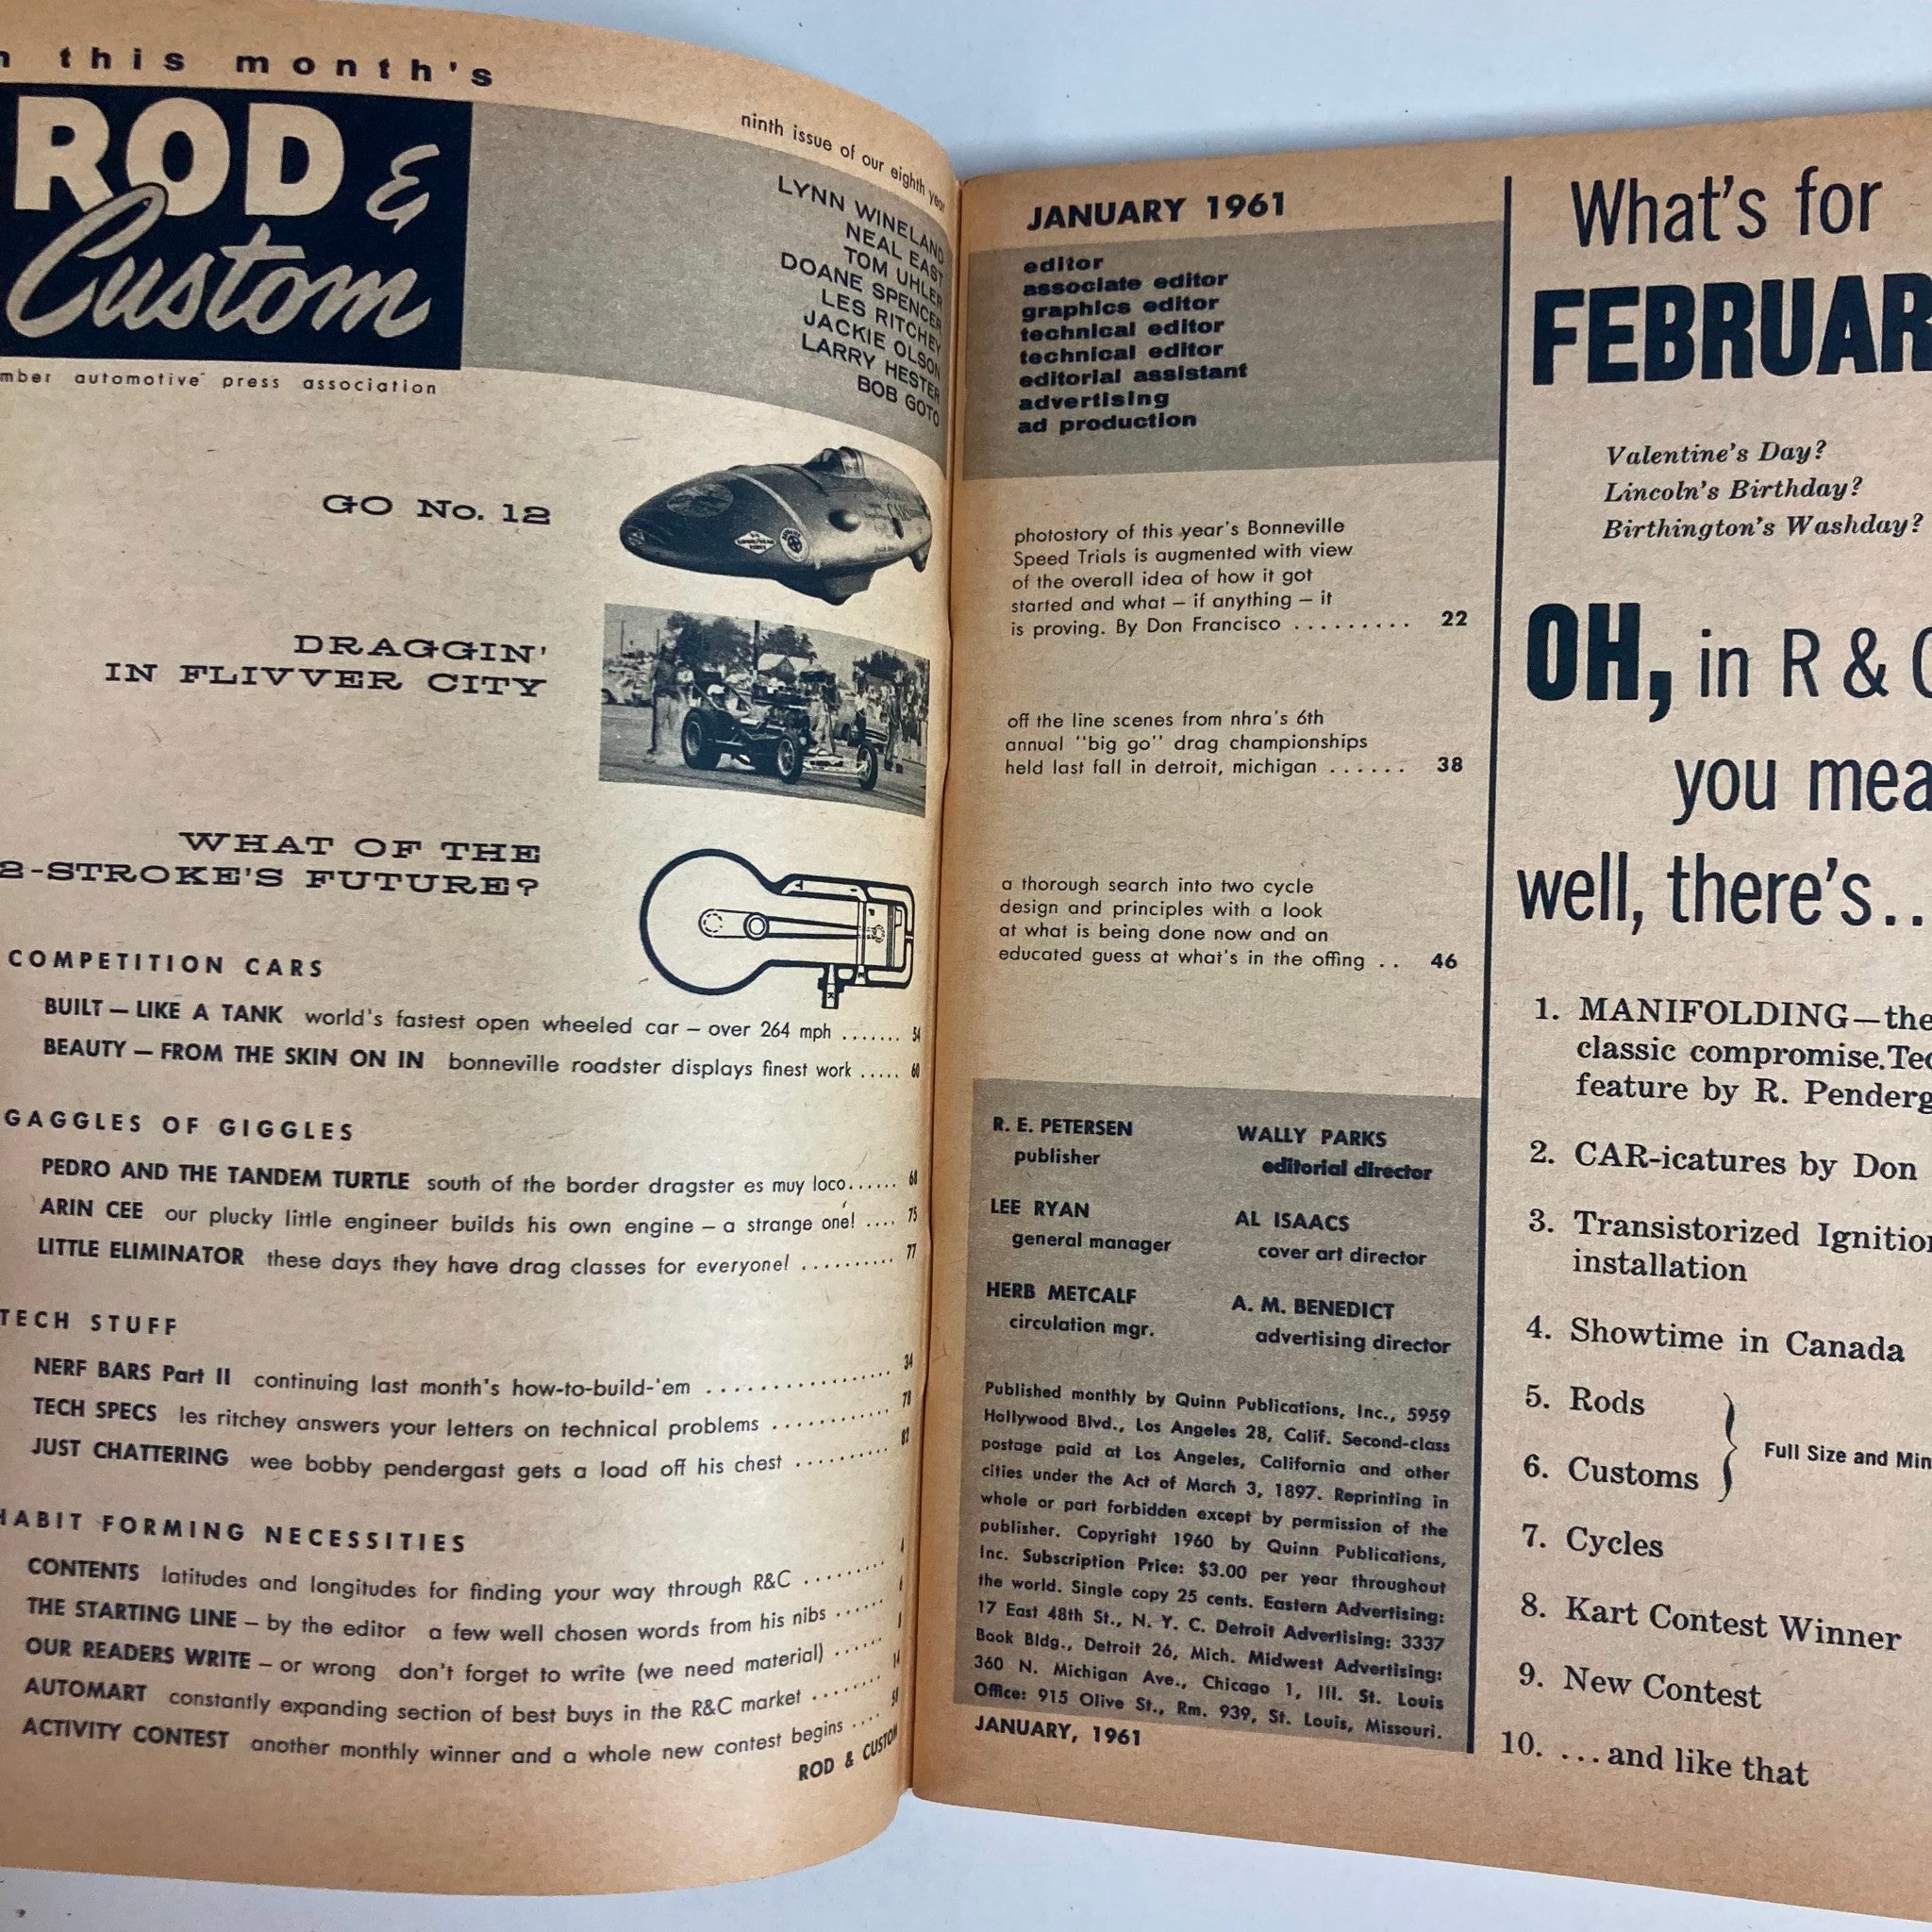 this month's
ROD &
Custom
automotive press association
ninth issue of our eighth year
LYNN WINELAND
NEAL EAST
TOM UHLER
DOANE SPENCER
LES RITCHEY
JACKIE OLSON
LARRY HESTER
BOB GOTO
GO No. 12
DRAGGIN'
IN FLIVVER CITY
WHAT OF THE
2-STROKE'S FUTURE?
COMPETITION CARS
BUILT – LIKE A TANK world's fastest open wheeled car – over 264 mph ....... 54
BEAUTY – FROM THE SKIN ON IN bonneville roadster displays finest work ..... 60
GAGGLES OF GIGGLES
PEDRO AND THE TANDEM TURTLE south of the border dragster es muy loco...... 68
ARIN CEE our plucky little engineer builds his own engine – a strange one! .... 75
LITTLE ELIMINATOR these days they have drag classes for everyone! .......... 77
TECH STUFF
NERF BARS Part II continuing last month's how-to-build-'em ................ 34
TECH SPECS les ritchey answers your letters on technical problems ............ 78
JUST CHATTERING wee bobby pendergast gets a load off his chest ........... 82
HABIT FORMING NECESSITIES
CONTENTS latitudes and longitudes for finding your way through R&C ......... 4
THE STARTING LINE – by the editor a few well chosen words from his nibs ...... 6
OUR READERS WRITE – or wrong don't forget to write (we need material) ...... 8
AUTOMART constantly expanding section of best buys in the R&C market ........ 14
ACTIVITY CONTEST another monthly winner and a whole new contest begins ....
ROD & CUSTOM
JANUARY 1961
editor
associate editor
graphics editor
technical editor
technical editor
editorial assistant
advertising
ad production
photostory of this year's Bonneville
Speed Trials is augmented with view
of the overall idea of how it got
started and what – if anything – it
is proving. By Don Francisco ......... 22
off the line scenes from nhra's 6th
annual "big go" drag championships
held last fall in detroit, michigan ...... 38
a thorough search into two cycle
design and principles with a look
at what is being done now and an
educated guess at what's in the offing .. 46
R. E. PETERSEN
publisher
WALLY PARKS
editorial director
LEE RYAN
general manager
AL ISAACS
cover art director
HERB METCALF
circulation mgr.
A. M. BENEDICT
advertising director
Published monthly by Quinn Publications, Inc., 5959
Hollywood Blvd., Los Angeles 28, Calif. Second-class
postage paid at Los Angeles, California and other
cities under the Act of March 3, 1897. Reprinting in
whole or part forbidden except by permission of the
publisher. Copyright 1960 by Quinn Publications,
Inc. Subscription Price: $3.00 per year throughout
the world. Single copy 25 cents. Eastern Advertising:
17 East 48th St., N. Y. C. Detroit Advertising: 3337
Book Bldg., Detroit 26, Mich. Midwest Advertising:
360 N. Michigan Ave., Chicago 1, Ill. St. Louis
Office: 915 Olive St., Rm. 939, St. Louis, Missouri.
JANUARY, 1961
What's for
FEBRUAR
Valentine's Day?
Lincoln's Birthday?
Birthington's Washday?
OH, in R & C
you mea
well, there's..
1. MANIFOLDING—the
classic compromise. Tec
feature by R. Penderg
2. CAR-icatures by Don
3. Transistorized Ignition
installation
4. Showtime in Canada
5. Rods
6. Customs
Full Size and Min
7. Cycles
8. Kart Contest Winner
9. New Contest
10. ...and like that